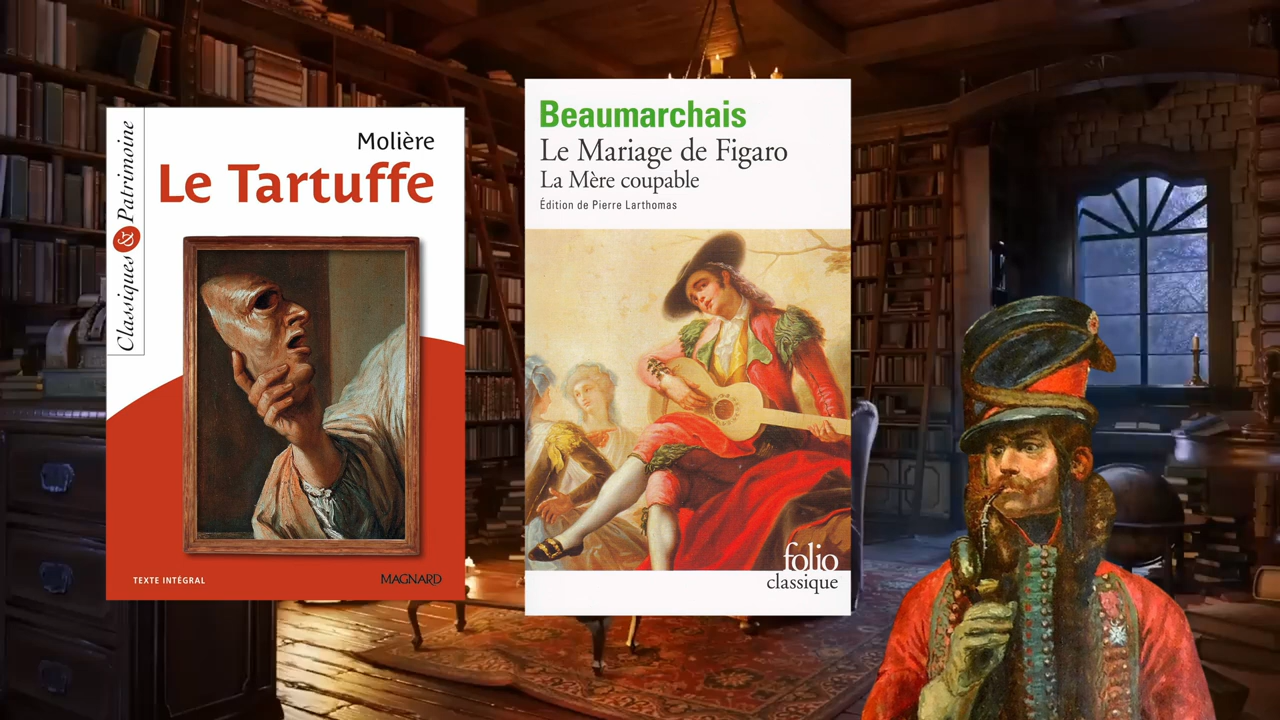 Classiques & Patrimoine
Molière
Le Tartuffe
TEXTE INTÉGRAL
MAGNARD
Beaumarchais
Le Mariage de Figaro
La Mère coupable
Édition de Pierre Larthomas
folio
classique